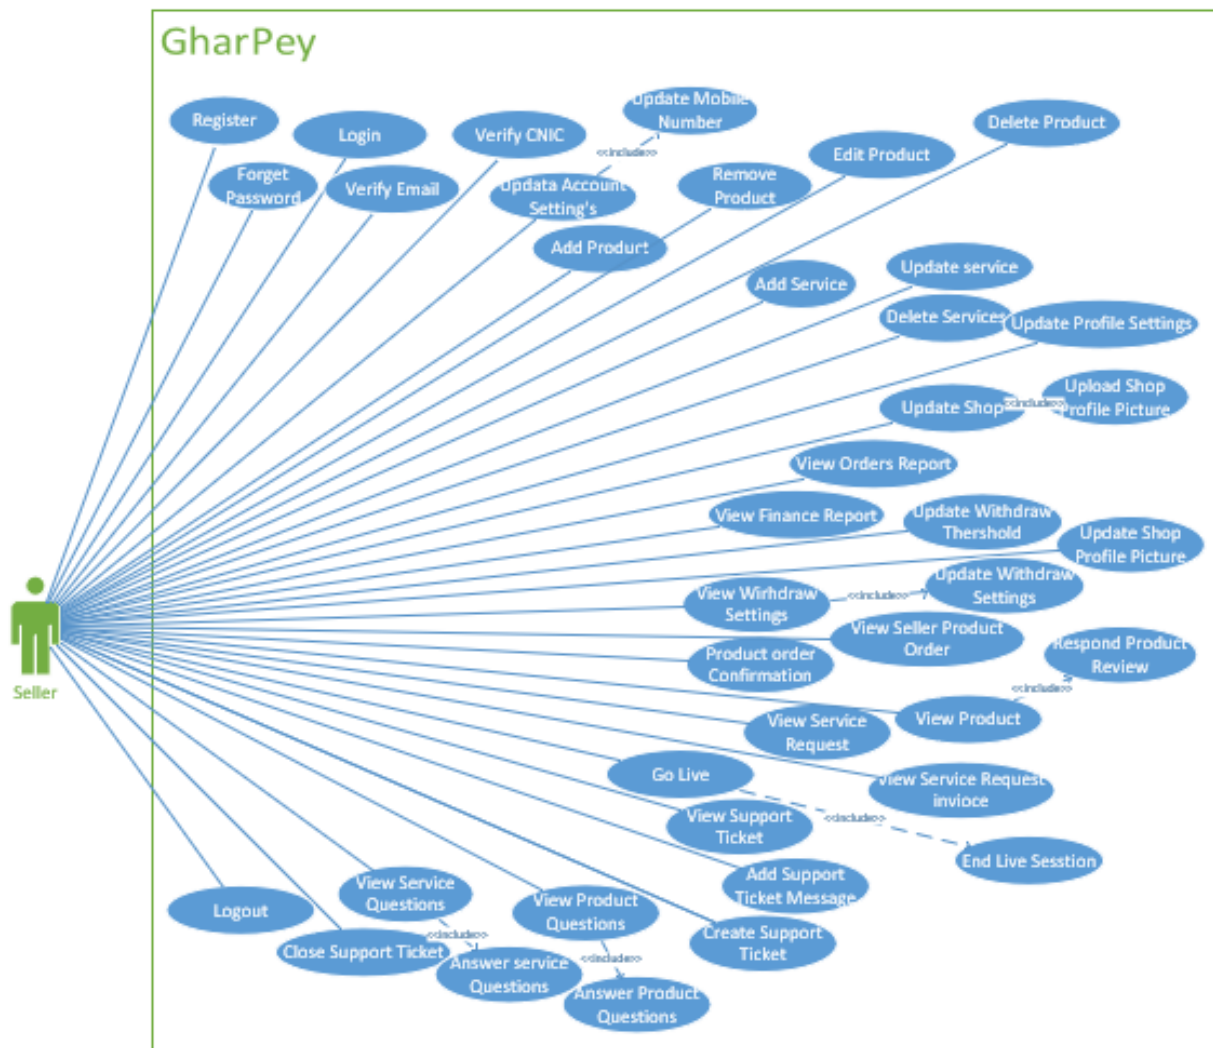 GharPey
Update Mobile
Number
Register
Login
Verify CNIC
Delete Product
<<include>>
Edit Product
Forget
Password
Verify Email
Updata Account
Setting's
Remove
Product
Add Product
Add Service
Update service
Delete Services
Update Profile Settings
Update Shop
<<include>>
Upload Shop
Profile Picture
View Orders Report
View Finance Report
Update Withdraw
Thershold
Update Shop
Profile Picture
View Wirhdraw
Settings
<<include>>
Update Withdraw
Settings
View Seller Product
Order
Respond Product
Review
Product order
Confirmation
<<include>>
Seller
View Service
Request
View Product
Go Live
View Service Request
invioce
View Support
Ticket
<<include>>
End Live Sesstion
Add Support
Ticket Message
View Service
Questions
View Product
Questions
Logout
<<include>>
Create Support
Ticket
Close Support Ticket
<<include>>
Answer service
Questions
Answer Product
Questions